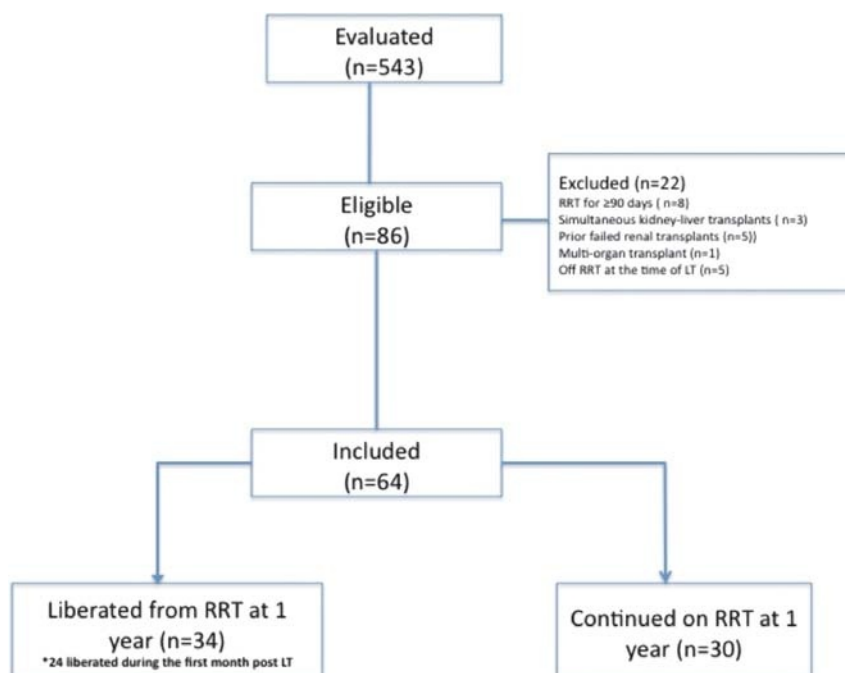 Evaluated
(n=543)
Eligible
(n=86)
Excluded (n=22)
RRT for ≥90 days ( n=8)
Simultaneous kidney-liver transplants ( n=3)
Prior failed renal transplants (n=5))
Multi-organ transplant (n=1)
Off RRT at the time of LT (n=5)
Included
(n=64)
Liberated from RRT at 1
year (n=34)
*24 liberated during the first month post LT
Continued on RRT at 1
year (n=30)